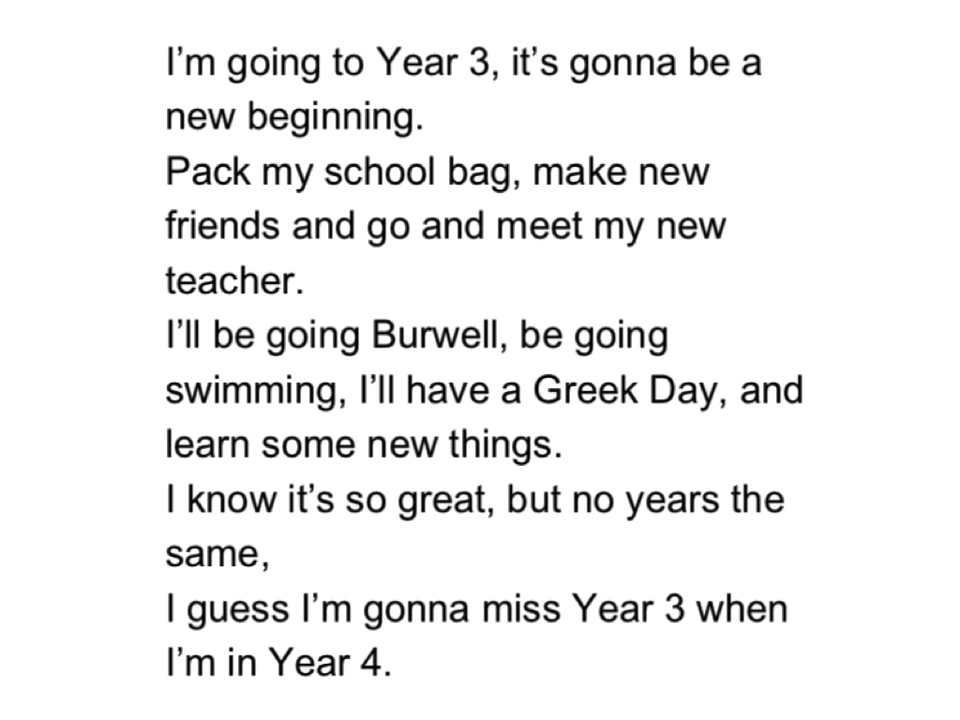 I’m going to Year 3, it’s gonna be a
new beginning.
Pack my school bag, make new
friends and go and meet my new
teacher.
I’ll be going Burwell, be going
swimming, I’ll have a Greek Day, and
learn some new things.
I know it’s so great, but no years the
same,
I guess I’m gonna miss Year 3 when
I’m in Year 4.